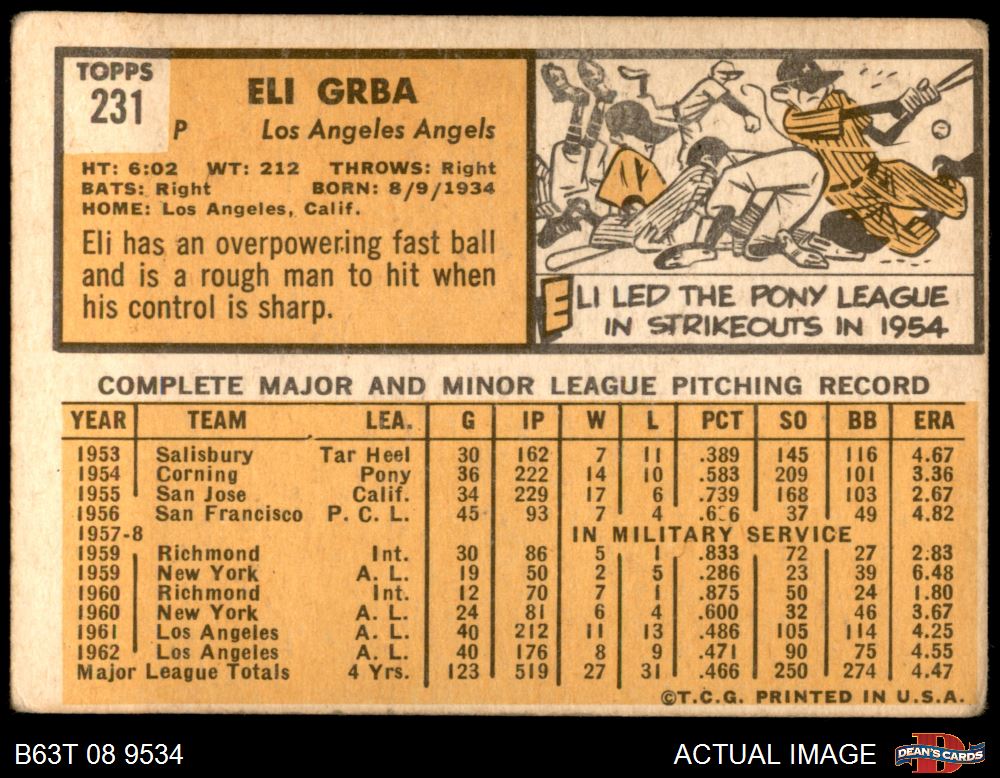 TOPPS
231
ELI GRBA
P Los Angeles Angels
HT: 6:02 WT: 212 THROWS: Right
BATS: Right BORN: 8/9/1934
HOME: Los Angeles, Calif.
Eli has an overpowering fast ball
and is a rough man to hit when
his control is sharp.
ELI LED THE PONY LEAGUE
IN STRIKEOUTS IN 1954
COMPLETE MAJOR AND MINOR LEAGUE PITCHING RECORD
YEAR TEAM LEA. G IP W L PCT SO BB ERA
1953 Salisbury Tar Heel 30 162 7 11 .389 145 116 4.67
1954 Corning Pony 36 222 14 10 .583 209 101 3.36
1955 San Jose Calif. 34 229 17 6 .739 168 103 2.67
1956 San Francisco P. C. L. 45 93 7 4 37 49 4.82
1957-8 IN MILITARY SERVICE
1959 Richmond Int. 30 86 5 1 .833 72 27 2.83
1959 New York A. L. 19 50 2 5 .286 23 39 6.48
1960 Richmond Int. 12 70 7 1 .875 50 24 1.80
1960 New York A. L. 24 81 6 4 .600 32 46 3.67
1961 Los Angeles A. L. 40 212 11 13 .486 105 114 4.25
1962 Los Angeles A. L. 40 176 8 9 .471 90 75 4.55
Major League Totals 4 Yrs. 123 519 27 31 .466 250 274 4.47
©T.C.G. PRINTED IN U.S.A.
B63T 08 9534 ACTUAL IMAGE DEAN'S CARDS